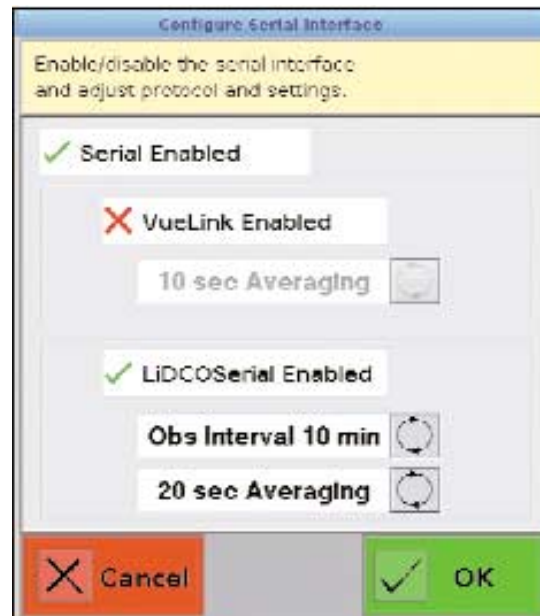 Configure Serial Interface
Enable/disable the serial interface
and adjust protocol and settings.
Serial Enabled
VueLink Enabled
10 sec Averaging
LiDCOSerial Enabled
Obs Interval 10 min
20 sec Averaging
Cancel
OK